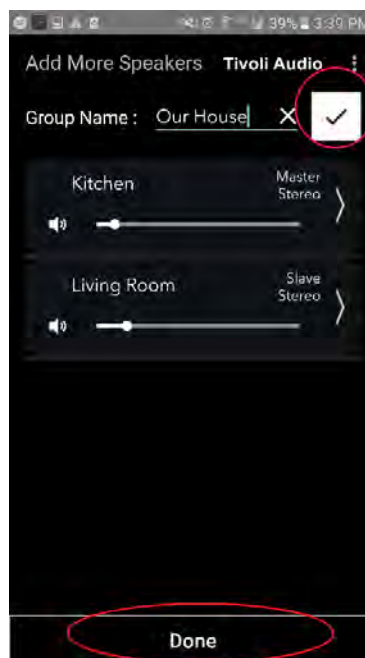 39% 3:39 PM
Add More Speakers Tivoli Audio
Group Name : Our House
Kitchen
Master
Stereo
Living Room
Slave
Stereo
Done